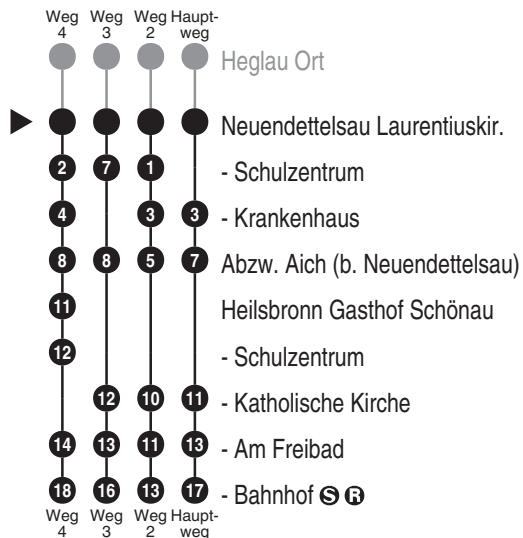 Weg Weg Weg Haupt-
4 3 2 weg
Heglau Ort
Neuendettelsau Laurentiuskir.
2 7 1 - Schulzentrum
4 3 3 - Krankenhaus
8 8 5 7 Abzw. Aich (b. Neuendettelsau)
11 Heilsbronn Gasthof Schönau
12 - Schulzentrum
12 10 11 - Katholische Kirche
14 13 11 13 - Am Freibad
18 16 13 17 - Bahnhof S R
Weg Weg Weg Haupt-
4 3 2 weg